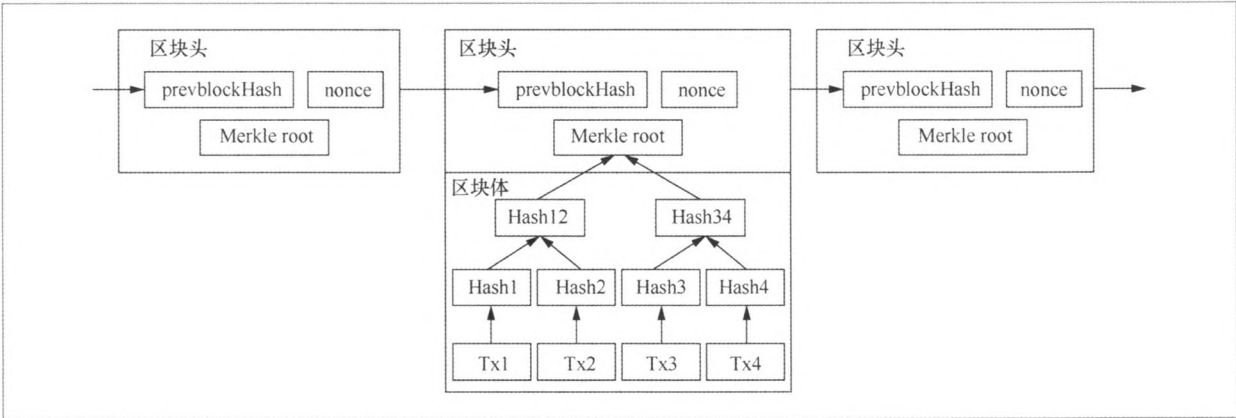 区块头 区块头 区块头
prevblockHash nonce prevblockHash nonce prevblockHash nonce
Merkle root Merkle root Merkle root
区块体
Hash12 Hash34
Hash1 Hash2 Hash3 Hash4
Tx1 Tx2 Tx3 Tx4